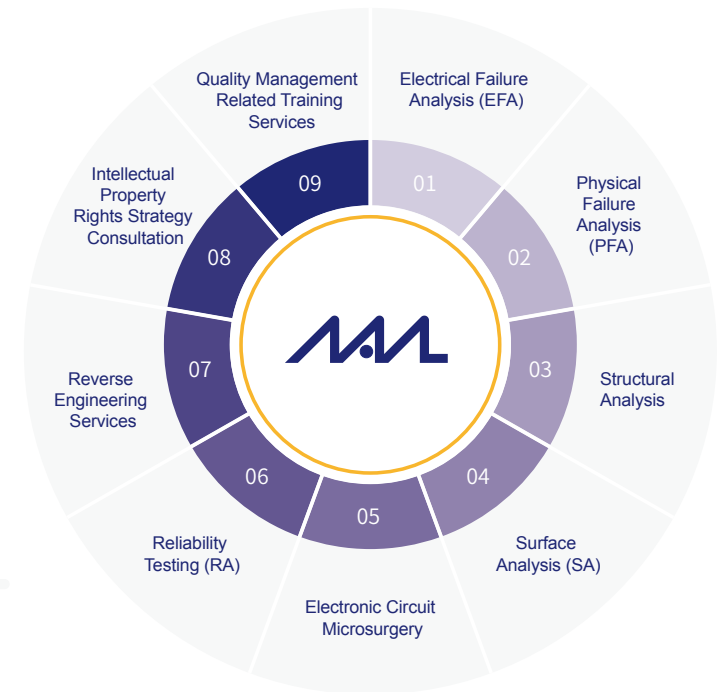 01
Electrical Failure
Analysis (EFA)
02
Physical
Failure
Analysis
(PFA)
03
Structural
Analysis
04
Surface
Analysis (SA)
05
Electronic Circuit
Microsurgery
06
Reliability
Testing (RA)
07
Reverse
Engineering
Services
08
Intellectual
Property
Rights Strategy
Consultation
09
Quality Management
Related Training
Services